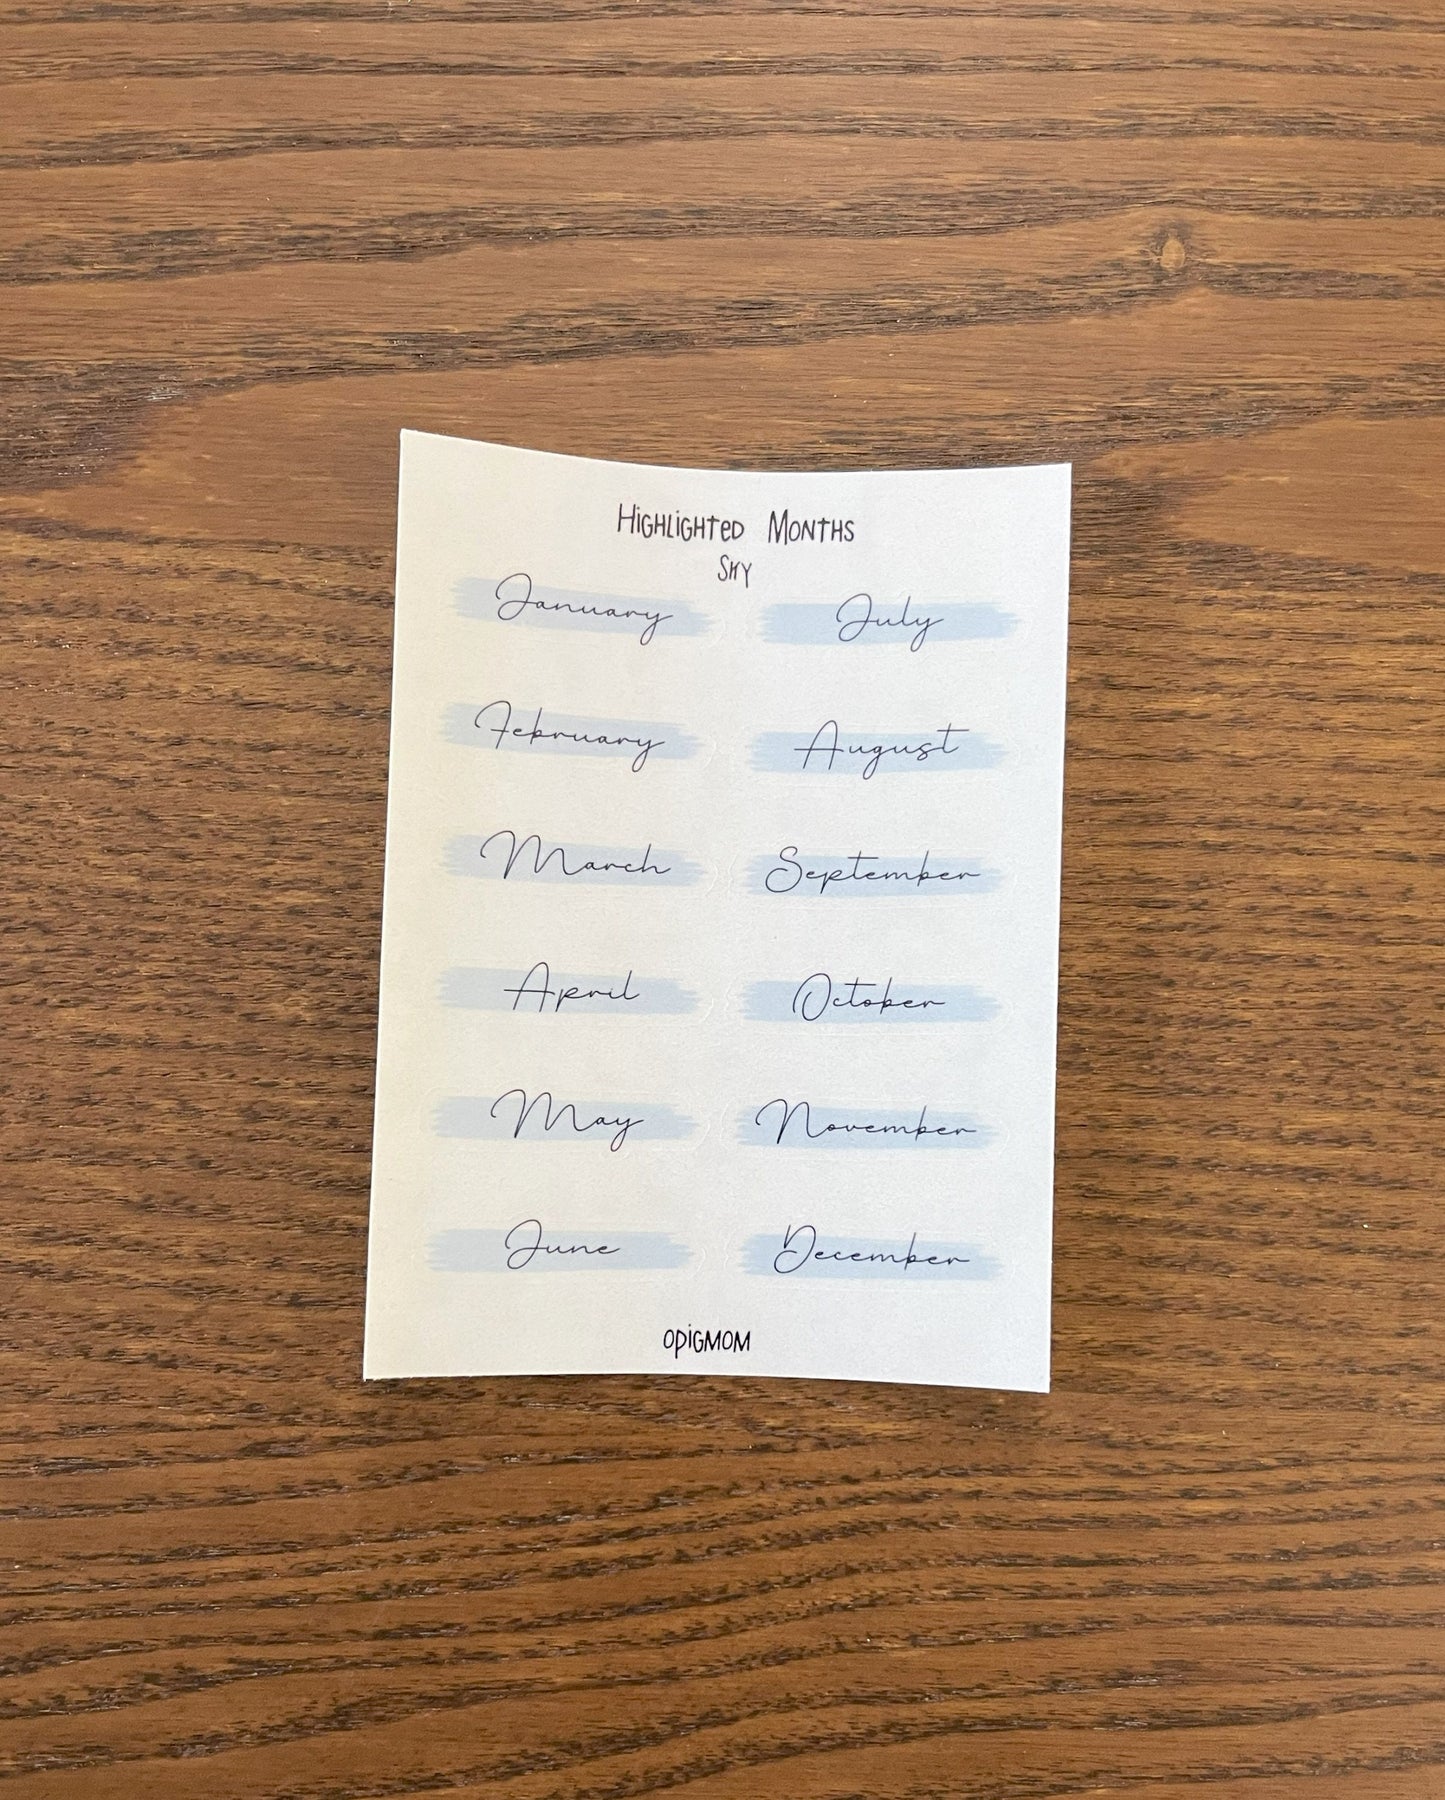 Highlighted Months
Sky
January
February
March
April
May
June
July
August
September
October
November
December
opigmom